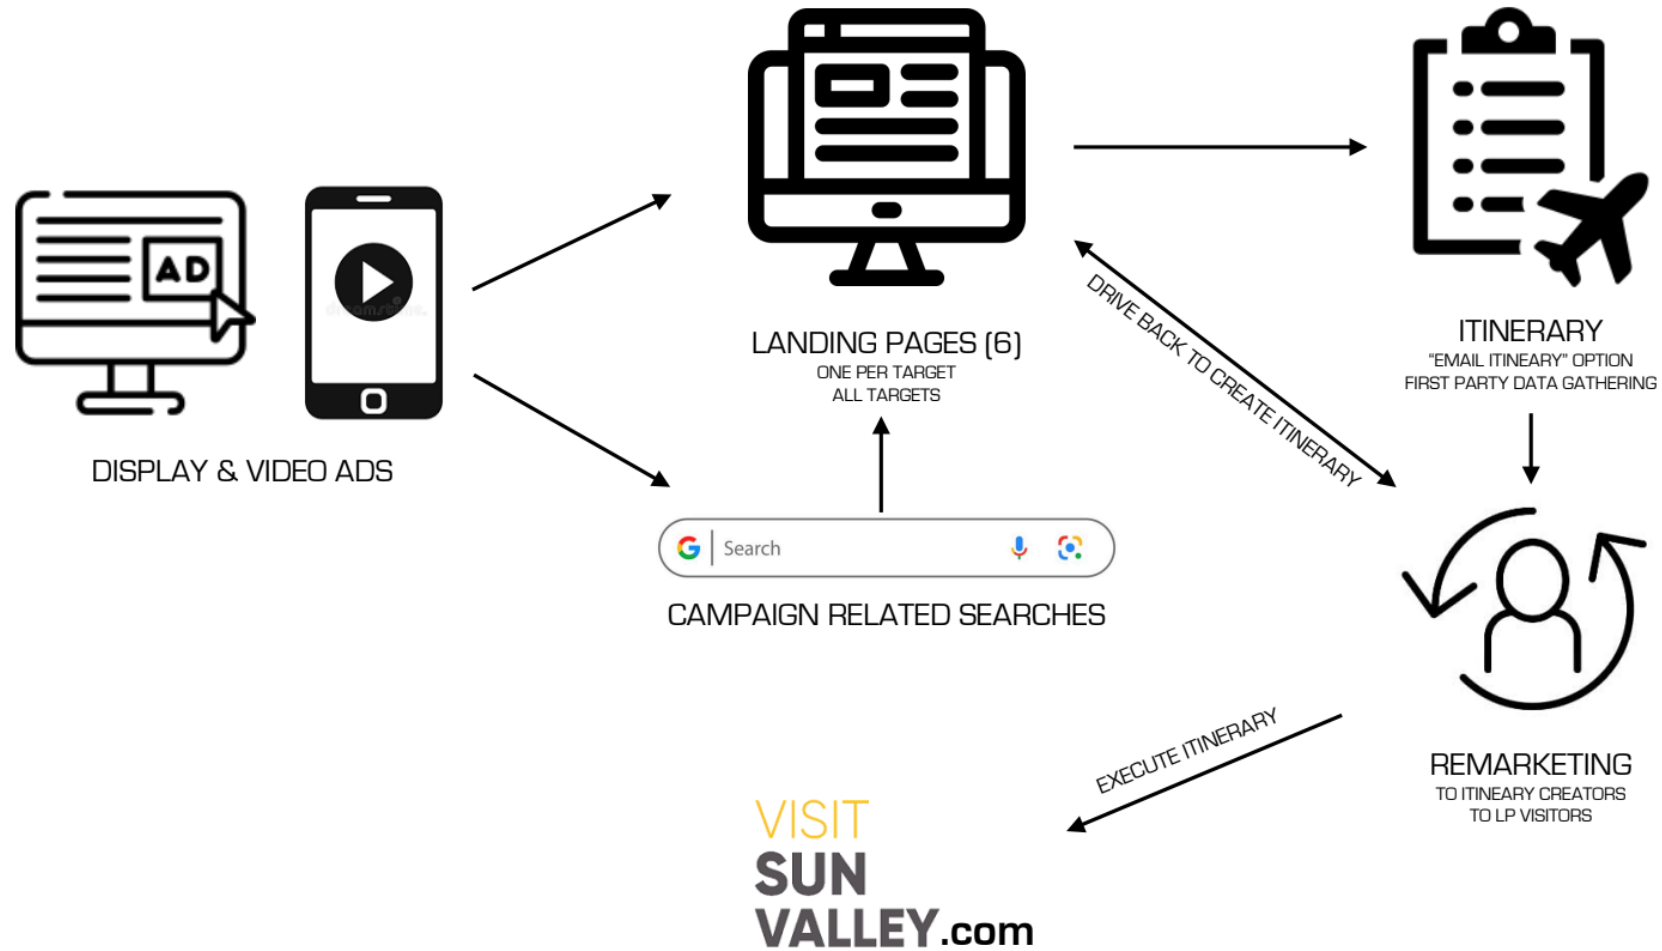 AD
dreamstime.
DISPLAY & VIDEO ADS
LANDING PAGES (6)
ONE PER TARGET
ALL TARGETS
G Search
CAMPAIGN RELATED SEARCHES
DRIVE BACK TO CREATE ITINERARY
ITINERARY
“EMAIL ITINEARY” OPTION
FIRST PARTY DATA GATHERING
REMARKETING
TO ITINEARY CREATORS
TO LP VISITORS
EXECUTE ITINERARY
VISIT
SUN
VALLEY.com